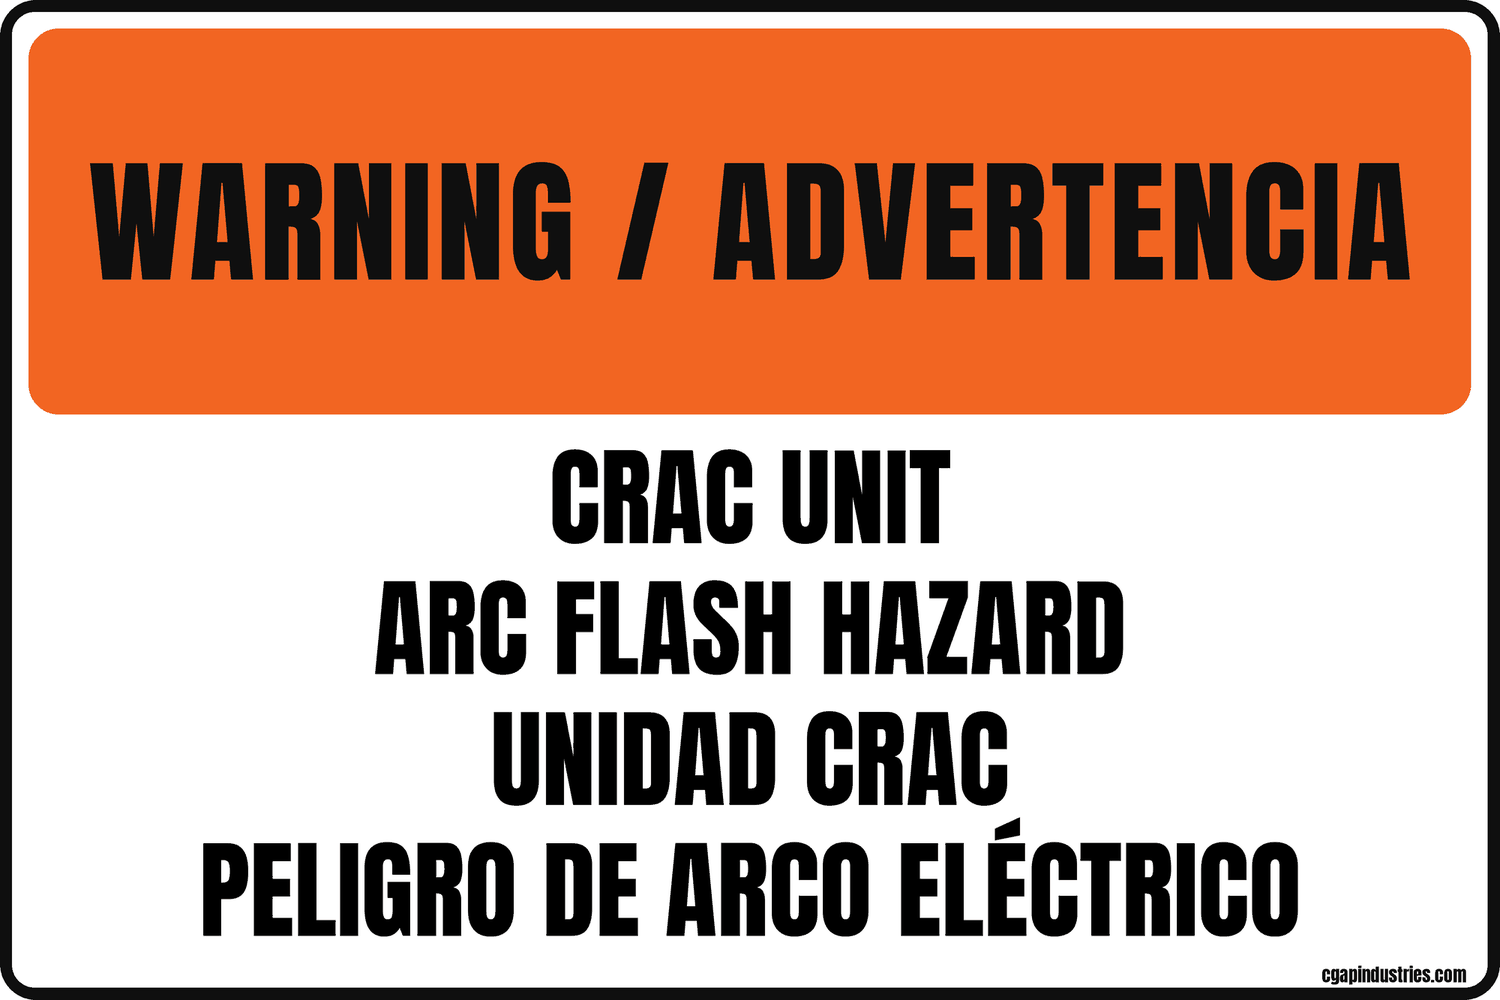 WARNING / ADVERTENCIA
CRAC UNIT
ARC FLASH HAZARD
UNIDAD CRAC
PELIGRO DE ARCO ELÉCTRICO
cgapindustries.com